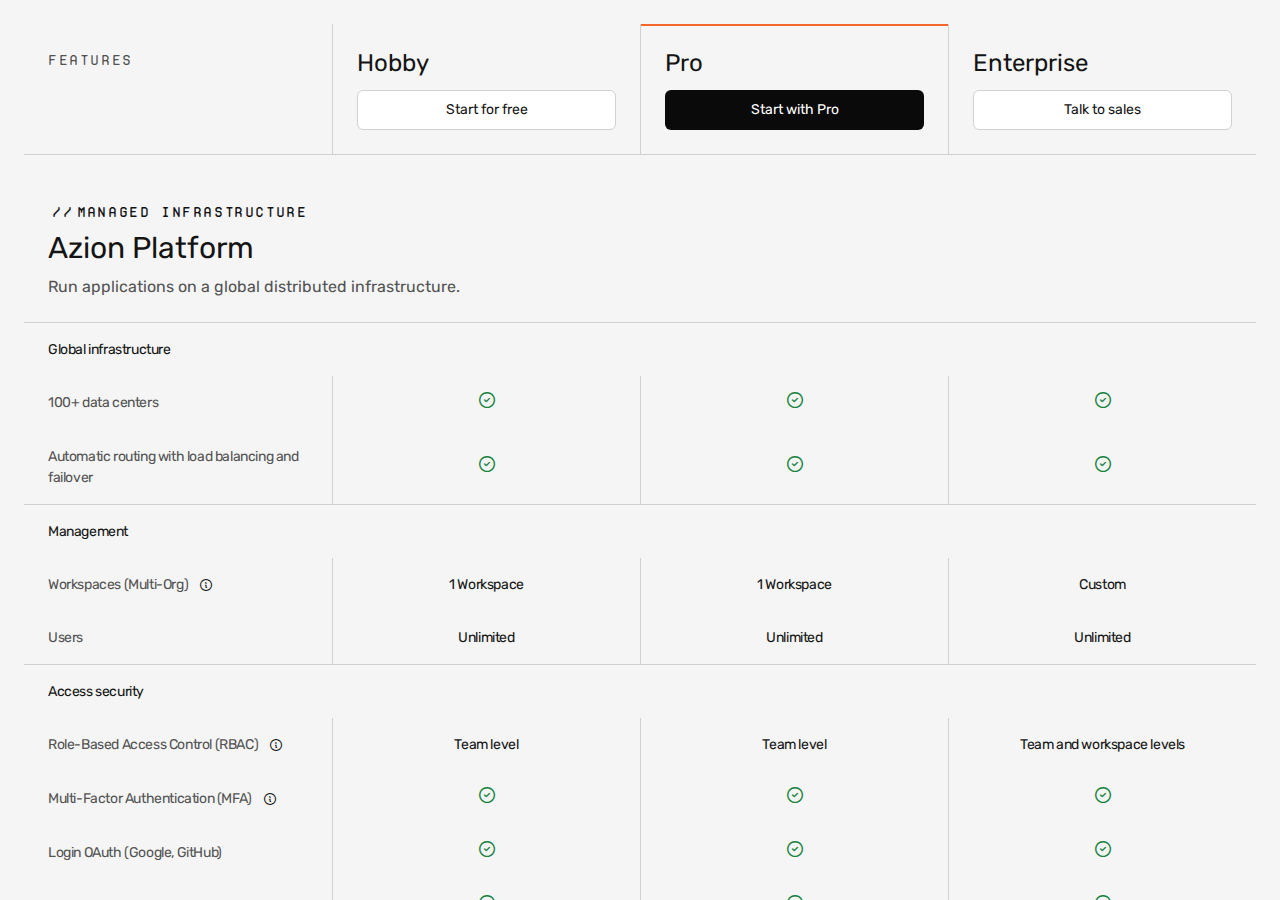 FEATURES
Hobby
Pro
Enterprise
Start for free
Start with Pro
Talk to sales
//MANAGED INFRASTRUCTURE
Azion Platform
Run applications on a global distributed infrastructure.
Global infrastructure
100+ data centers
Automatic routing with load balancing and
failover
Management
Workspaces (Multi-Org) 1 Workspace 1 Workspace Custom
Users Unlimited Unlimited Unlimited
Access security
Role-Based Access Control (RBAC) Team level Team level Team and workspace levels
Multi-Factor Authentication (MFA)
Login OAuth (Google, GitHub)